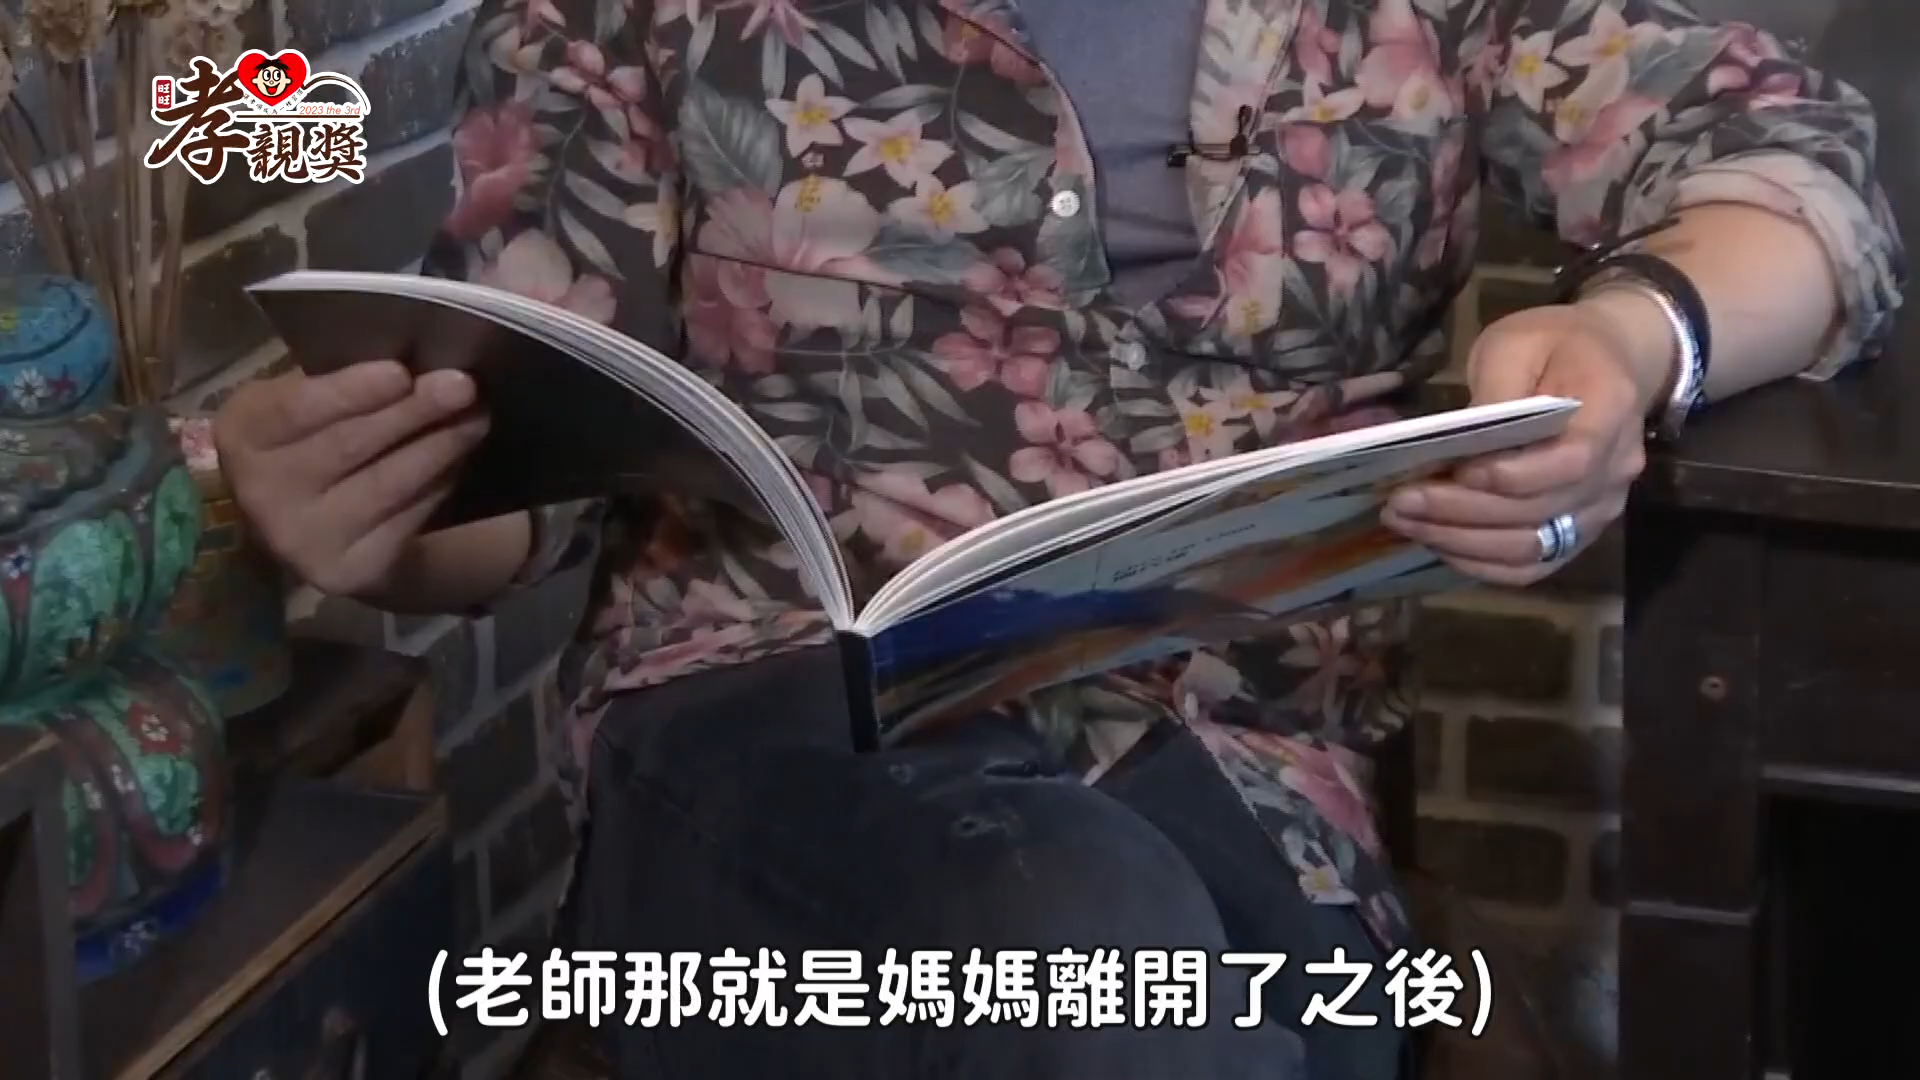 旺旺
2023 the 3rd
孝親獎
(老師那就是媽媽離開了之後)